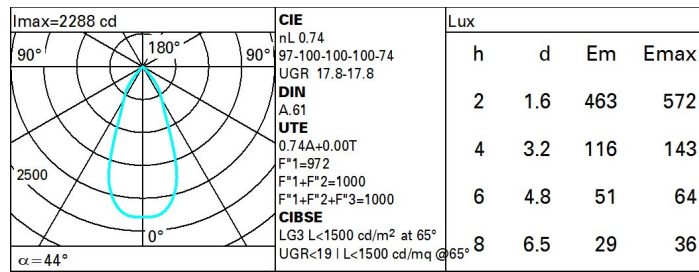 Imax=2288 cd
90° 180° 90°
2500
0°
α=44°
CIE
nL 0.74
97-100-100-100-74
UGR 17.8-17.8
DIN
A.61
UTE
0.74A+0.00T
F"1=972
F"1+F"2=1000
F"1+F"2+F"3=1000
CIBSE
LG3 L<1500 cd/m² at 65°
UGR<19 | L<1500 cd/mq @65°
Lux
h d Em Emax
2 1.6 463 572
4 3.2 116 143
6 4.8 51 64
8 6.5 29 36